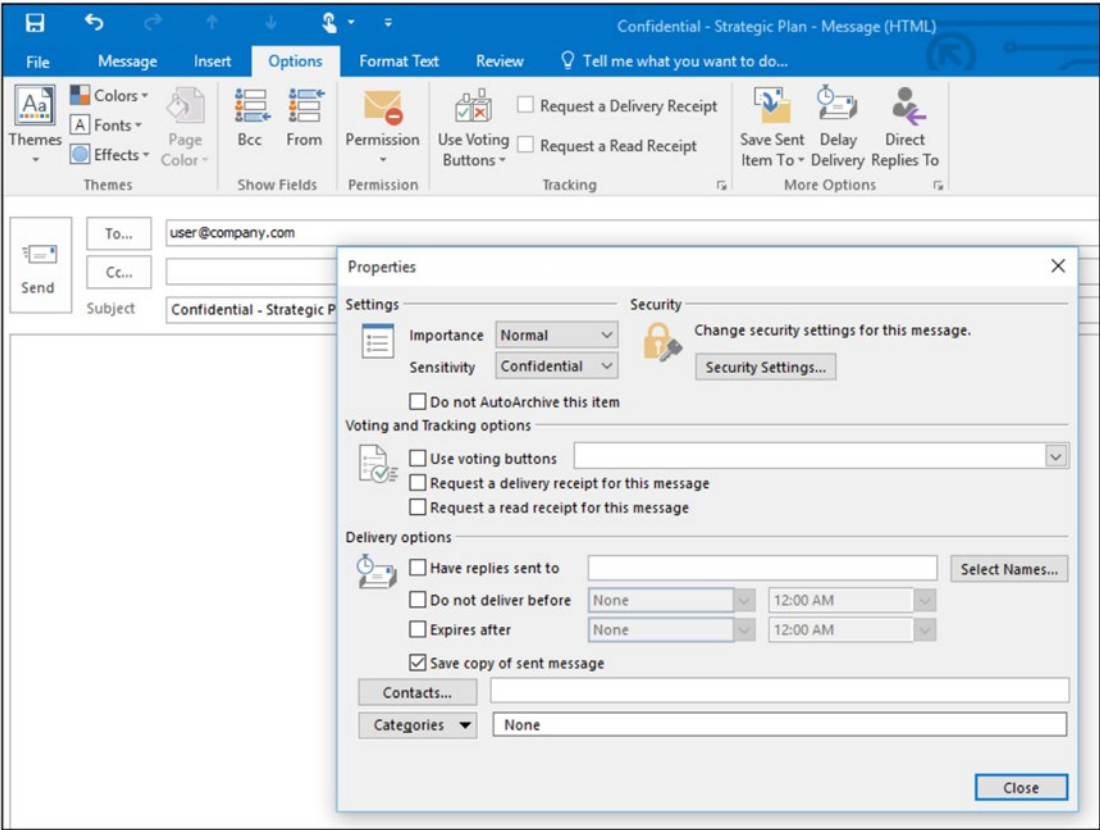 Confidential - Strategic Plan - Message (HTML)
File Message Insert Options Format Text Review Tell me what you want to do...
Aa Themes
Colors
A Fonts
Effects
Page Color
Themes
Bcc From
Show Fields
Permission
Permission
Use Voting Buttons
Request a Delivery Receipt
Request a Read Receipt
Tracking
Save Sent Item To
Delay Delivery
Direct Replies To
More Options
Send
To... user@company.com
Cc...
Subject Confidential - Strategic P
Properties
Settings
Importance Normal
Sensitivity Confidential
Do not AutoArchive this item
Security
Change security settings for this message.
Security Settings...
Voting and Tracking options
Use voting buttons
Request a delivery receipt for this message
Request a read receipt for this message
Delivery options
Have replies sent to Select Names...
Do not deliver before None 12:00 AM
Expires after None 12:00 AM
Save copy of sent message
Contacts...
Categories None
Close